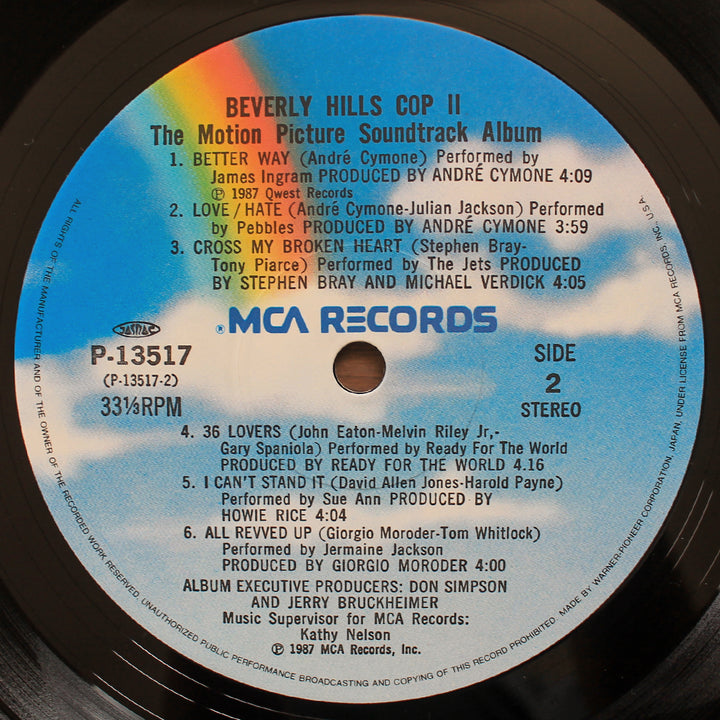 BEVERLY HILLS COP II
The Motion Picture Soundtrack Album
1. BETTER WAY (André Cymone) Performed by
James Ingram PRODUCED BY ANDRÉ CYMONE 4:09
℗ 1987 Qwest Records
2. LOVE/HATE (André Cymone-Julian Jackson) Performed
by Pebbles PRODUCED BY ANDRÉ CYMONE 3:59
3. CROSS MY BROKEN HEART (Stephen Bray-
Tony Piarce) Performed by The Jets PRODUCED
BY STEPHEN BRAY AND MICHAEL VERDICK 4:05
® MCA RECORDS
JASRAC
P-13517
(P-13517-2)
33⅓RPM
SIDE
2
STEREO
4. 36 LOVERS (John Eaton-Melvin Riley Jr,-
Gary Spaniola) Performed by Ready For The World
PRODUCED BY READY FOR THE WORLD 4.16
5. I CAN'T STAND IT (David Allen Jones-Harold Payne)
Performed by Sue Ann PRODUCED BY
HOWIE RICE 4:04
6. ALL REVVED UP (Giorgio Moroder-Tom Whitlock)
Performed by Jermaine Jackson
PRODUCED BY GIORGIO MORODER 4:00
ALBUM EXECUTIVE PRODUCERS: DON SIMPSON
AND JERRY BRUCKHEIMER
Music Supervisor for MCA Records:
Kathy Nelson
℗ 1987 MCA Records, Inc.
ALL RIGHTS OF THE MANUFACTURER AND OF THE OWNER OF THE RECORDED WORK RESERVED. UNAUTHORIZED PUBLIC PERFORMANCE BROADCASTING AND COPYING OF THIS RECORD PROHIBITED. MADE BY WARNER-PIONEER CORPORATION, JAPAN, UNDER LICENSE FROM MCA RECORDS, INC., U.S.A.